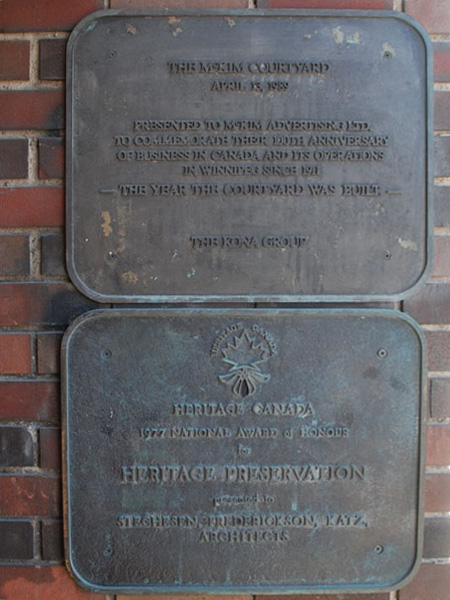 THE McKIM COURTYARD
APRIL 13, 1989
PRESENTED TO McKIM ADVERTISING LTD.
TO COMMEMORATE THEIR 100TH ANNIVERSARY
OF BUSINESS IN CANADA AND ITS OPERATIONS
IN WINNIPEG SINCE 1911
— THE YEAR THE COURTYARD WAS BUILT. —
THE KONA GROUP
HERITAGE CANADA
HERITAGE CANADA
1977 NATIONAL AWARD of HONOUR
for
HERITAGE PRESERVATION
presented to
STECHESEN, FREDERICKSON, KATZ,
ARCHITECTS